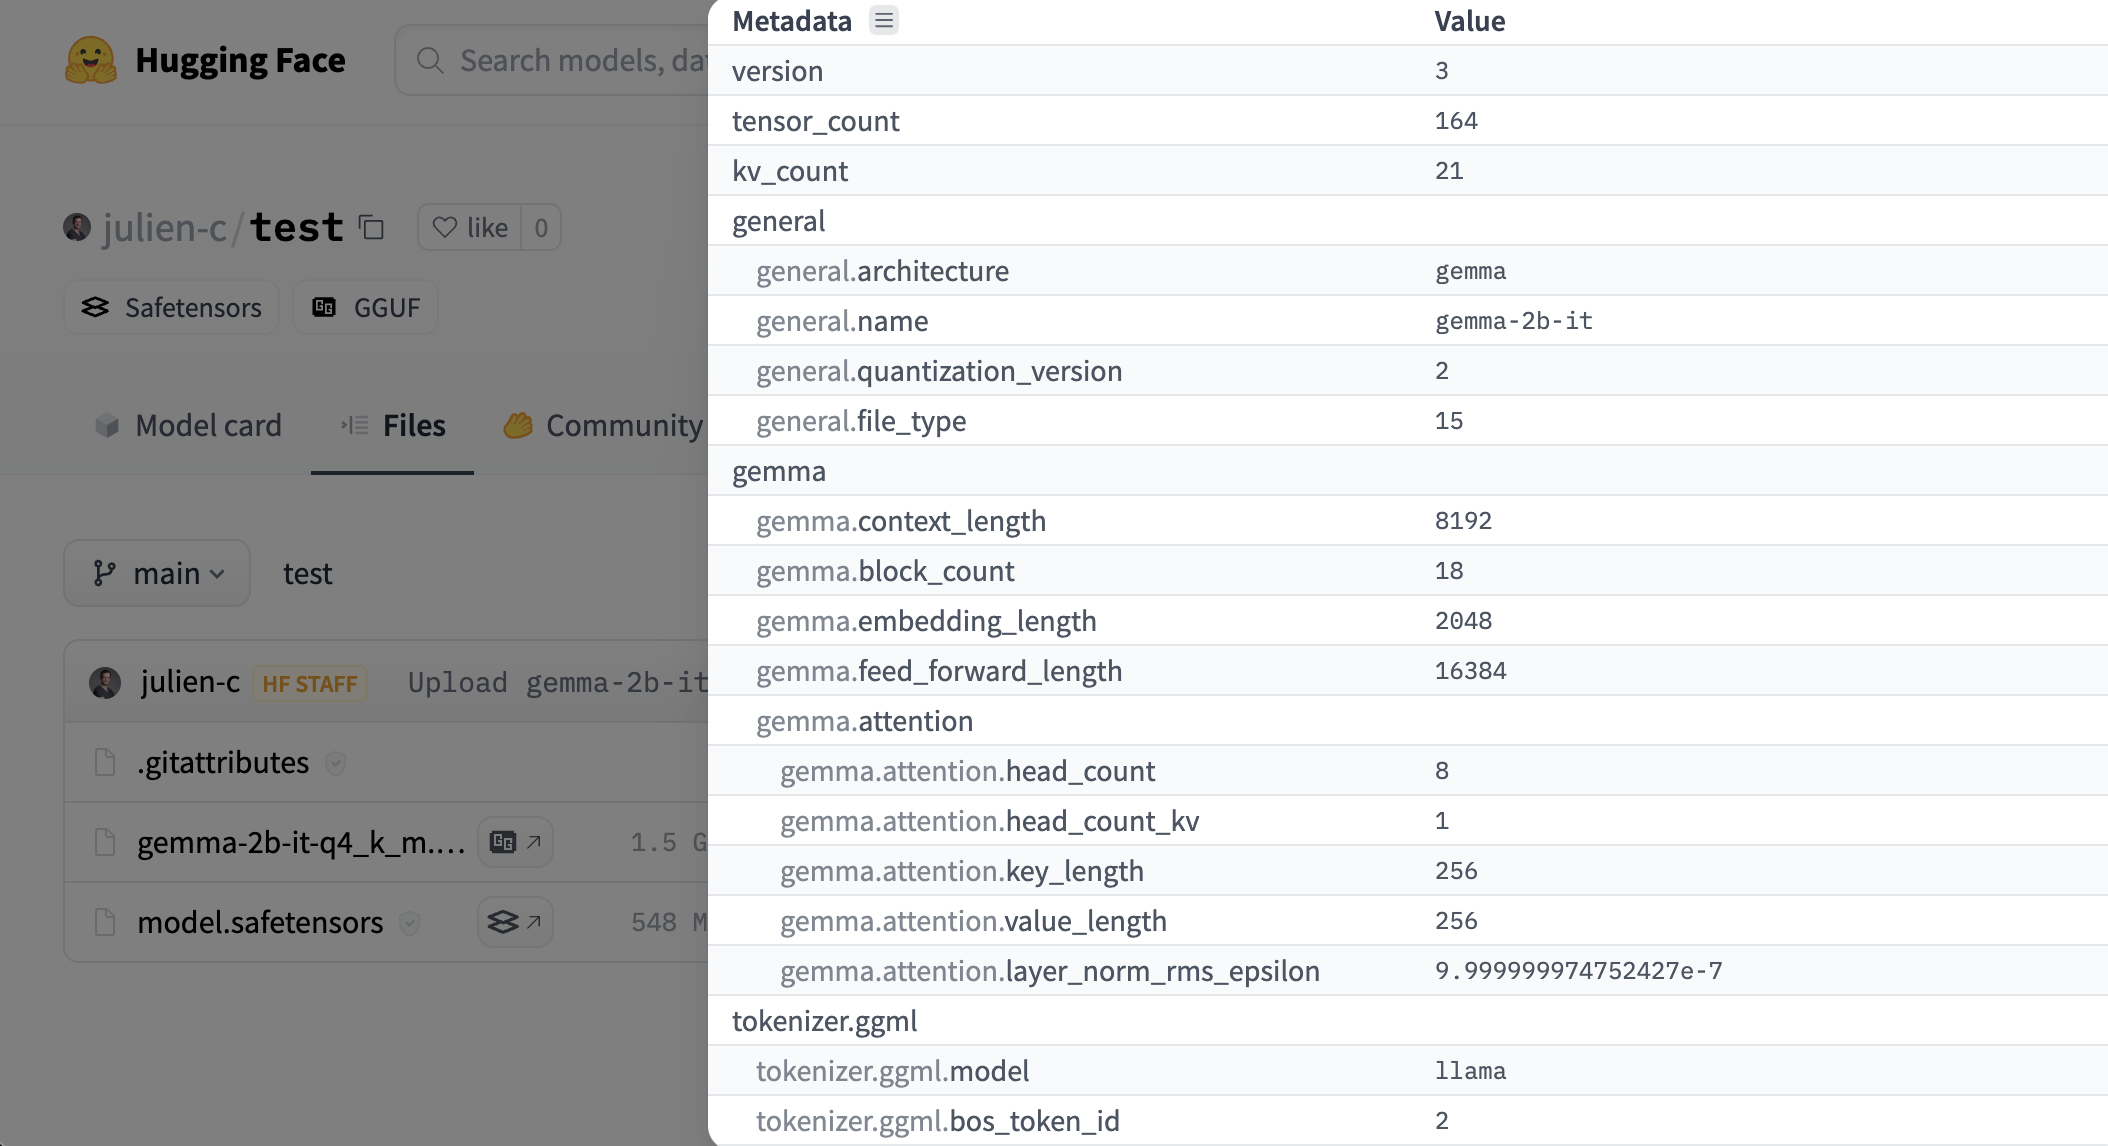 Hugging Face
Search models, dat
julien-c/test
like 0
Safetensors
GGUF
Model card
Files
Community
main
test
julien-c HF STAFF Upload gemma-2b-it
.gitattributes
gemma-2b-it-q4_k_m.... 1.5 G
model.safetensors 548 M
Metadata Value
version 3
tensor_count 164
kv_count 21
general
general.architecture gemma
general.name gemma-2b-it
general.quantization_version 2
general.file_type 15
gemma
gemma.context_length 8192
gemma.block_count 18
gemma.embedding_length 2048
gemma.feed_forward_length 16384
gemma.attention
gemma.attention.head_count 8
gemma.attention.head_count_kv 1
gemma.attention.key_length 256
gemma.attention.value_length 256
gemma.attention.layer_norm_rms_epsilon 9.999999974752427e-7
tokenizer.ggml
tokenizer.ggml.model llama
tokenizer.ggml.bos_token_id 2